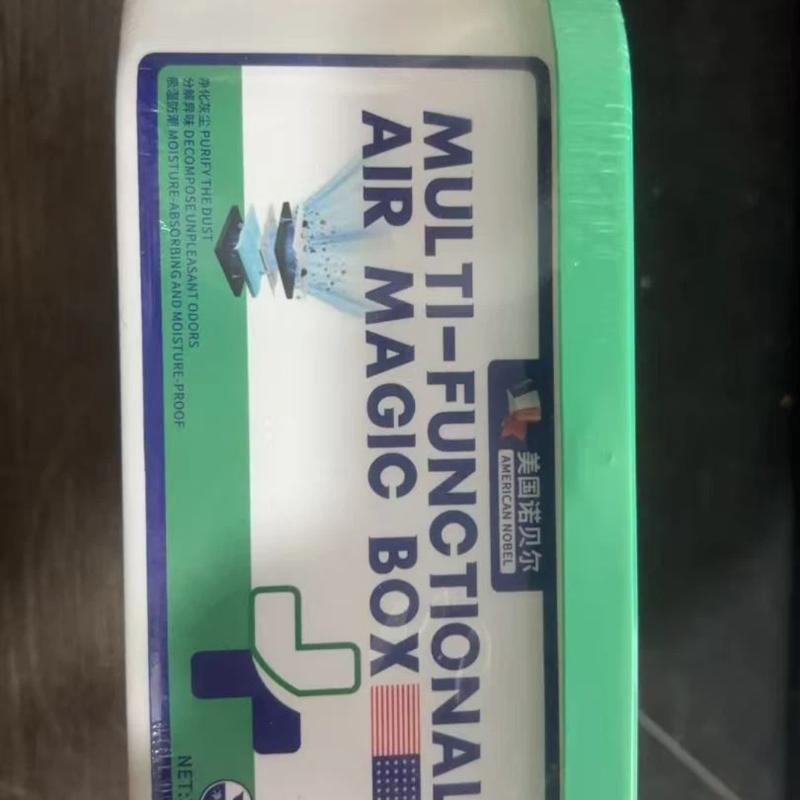 美国诺贝尔
AMERICAN NOBEL
MULTI-FUNCTIONAL
AIR MAGIC BOX
净化灰尘 PURIFY THE DUST
分解异味 DECOMPOSE UNPLEASANT ODORS
吸湿防潮 MOISTURE-ABSORBING AND MOISTURE-PROOF
NET: